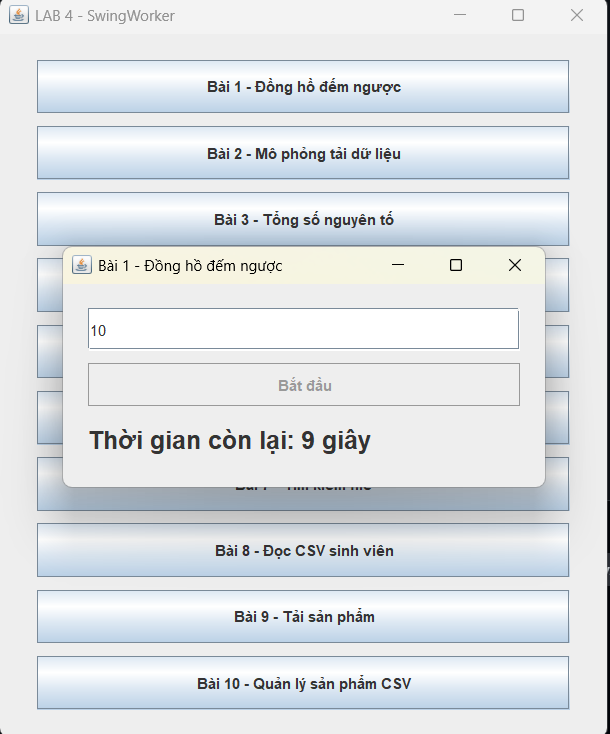 LAB 4 - SwingWorker
Bài 1 - Đồng hồ đếm ngược
Bài 2 - Mô phỏng tải dữ liệu
Bài 3 - Tổng số nguyên tố
Bài 1 - Đồng hồ đếm ngược
10
Bắt đầu
Thời gian còn lại: 9 giây
Bài 8 - Đọc CSV sinh viên
Bài 9 - Tải sản phẩm
Bài 10 - Quản lý sản phẩm CSV